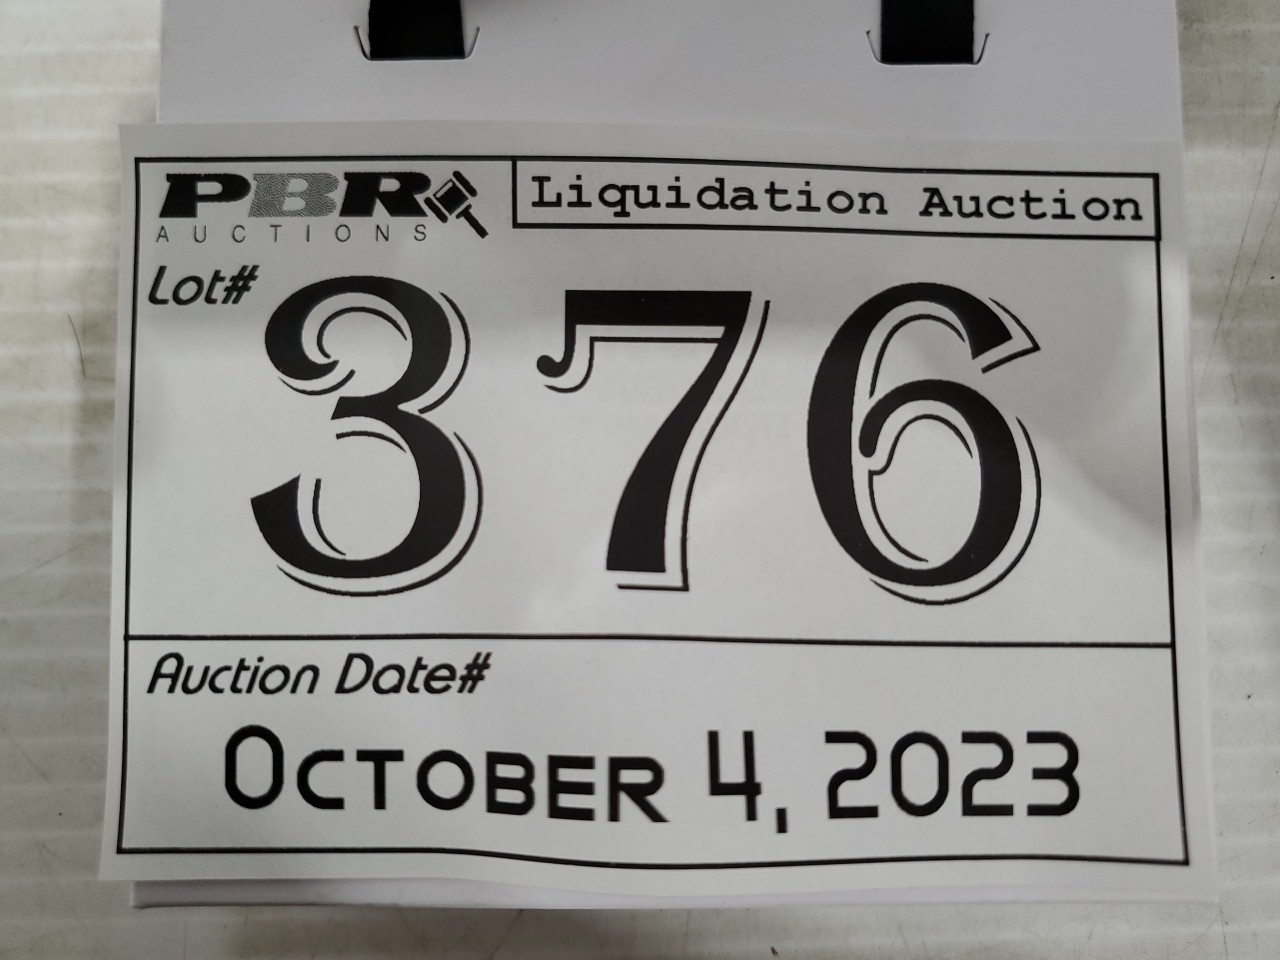 PBR
AUCTIONS
Liquidation Auction
Lot#
376
Auction Date#
OCTOBER 4, 2023